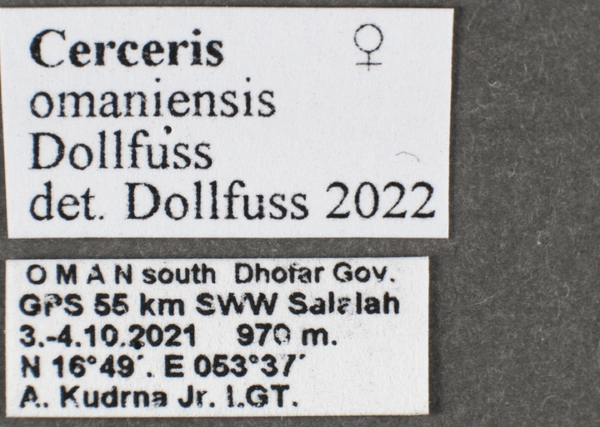 Cerceris ♀
omaniensis
Dollfuss
det. Dollfuss 2022
O M A N south Dhofar Gov.
GPS 55 km SWW Salalah
3.-4.10.2021 970 m.
N 16°49´. E 053°37´
A. Kudrna Jr. LGT.